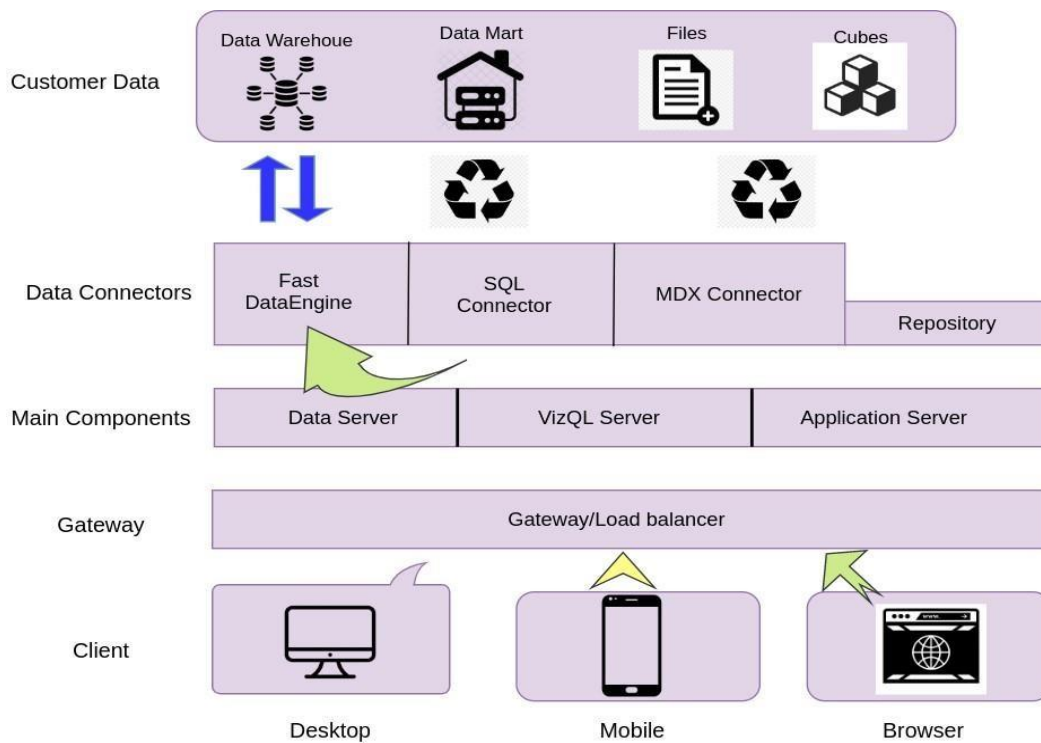 Customer Data
Data Warehoue
Data Mart
Files
Cubes
Data Connectors
Fast
DataEngine
SQL
Connector
MDX Connector
Repository
Main Components
Data Server
VizQL Server
Application Server
Gateway
Gateway/Load balancer
Client
www
Desktop
Mobile
Browser